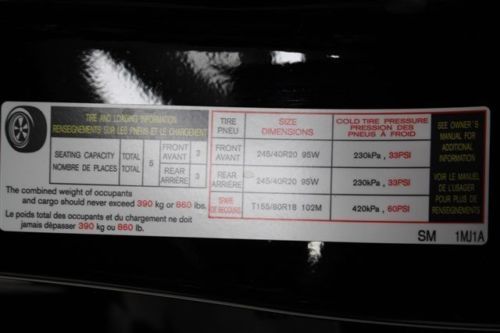 TIRE AND LOADING INFORMATION
RENSEIGNEMENTS SUR LES PNEUS ET LE CHARGEMENT
SEATING CAPACITY TOTAL 5 FRONT AVANT 2
NOMBRE DE PLACES TOTAL REAR ARRIÈRE 3
The combined weight of occupants
and cargo should never exceed 390 kg or 860 lbs.
Le poids total des occupants et du chargement ne doit
jamais dépasser 390 kg ou 860 lb.
TIRE PNEU
SIZE DIMENSIONS
COLD TIRE PRESSURE
PRESSION DES
PNEUS À FROID
FRONT AVANT 245/40R20 95W 230kPa , 33PSI
REAR ARRIÈRE 245/40R20 95W 230kPa , 33PSI
SPARE DE SECOURS T155/80R18 102M 420kPa , 60PSI
SEE OWNER'S
MANUAL FOR
ADDITIONAL
INFORMATION
VOIR LE MANUEL
DE L'USAGER
POUR PLUS DE
RENSEIGNEMENTS
SM 1MJ1A